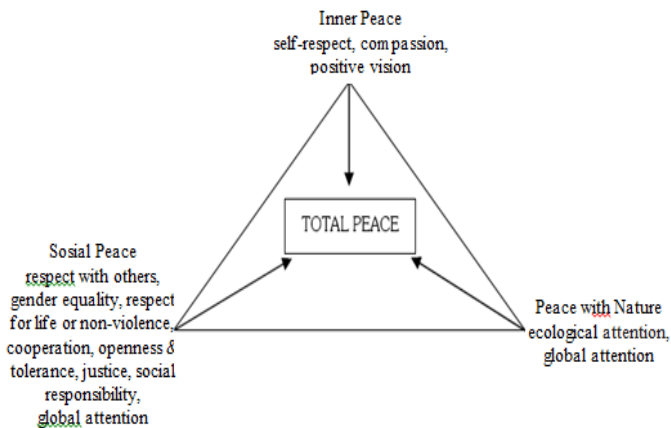 Inner Peace
self-respect, compassion,
positive vision
TOTAL PEACE
Sosial Peace
respect with others,
gender equality, respect
for life or non-violence,
cooperation, openness &
tolerance, justice, social
responsibility,
global attention
Peace with Nature
ecological attention,
global attention